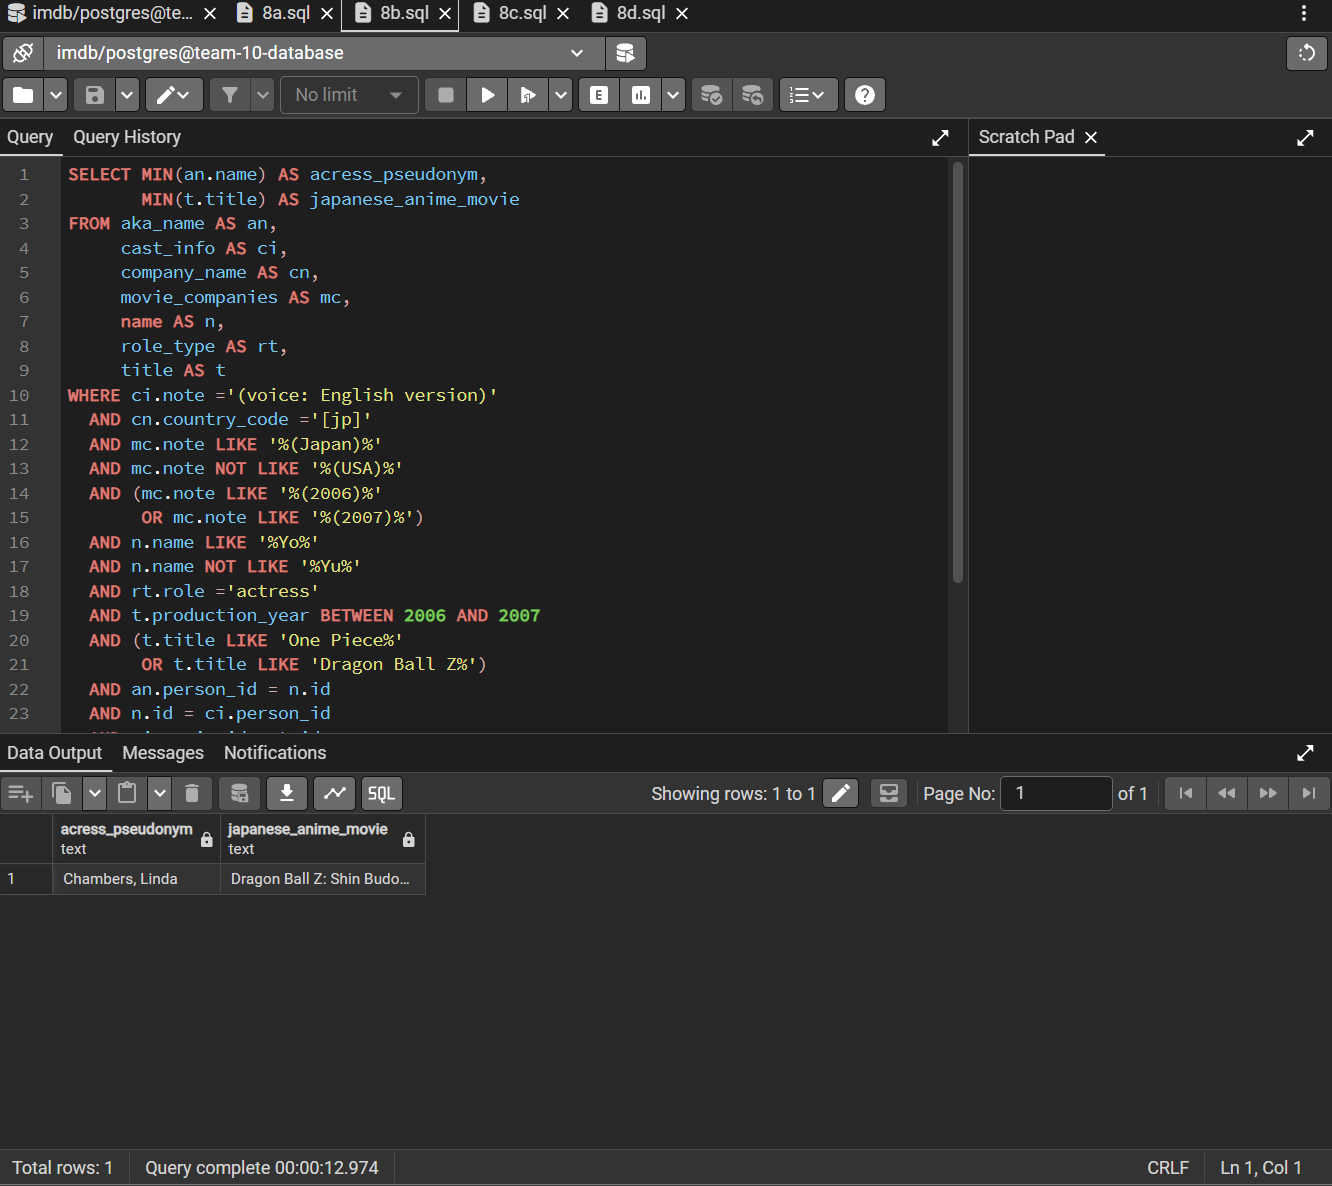 imdb/postgres@te... 8a.sql 8b.sql 8c.sql 8d.sql
imdb/postgres@team-10-database
No limit E
Query Query History Scratch Pad
1 SELECT MIN(an.name) AS acress_pseudonym,
2 MIN(t.title) AS japanese_anime_movie
3 FROM aka_name AS an,
4 cast_info AS ci,
5 company_name AS cn,
6 movie_companies AS mc,
7 name AS n,
8 role_type AS rt,
9 title AS t
10 WHERE ci.note ='(voice: English version)'
11 AND cn.country_code ='[jp]'
12 AND mc.note LIKE '%(Japan)%'
13 AND mc.note NOT LIKE '%(USA)%'
14 AND (mc.note LIKE '%(2006)%'
15 OR mc.note LIKE '%(2007)%')
16 AND n.name LIKE '%Yo%'
17 AND n.name NOT LIKE '%Yu%'
18 AND rt.role ='actress'
19 AND t.production_year BETWEEN 2006 AND 2007
20 AND (t.title LIKE 'One Piece%'
21 OR t.title LIKE 'Dragon Ball Z%')
22 AND an.person_id = n.id
23 AND n.id = ci.person_id
Data Output Messages Notifications
SQL Showing rows: 1 to 1 Page No: 1 of 1
acress_pseudonym japanese_anime_movie
text text
1 Chambers, Linda Dragon Ball Z: Shin Budo...
Total rows: 1 Query complete 00:00:12.974 CRLF Ln 1, Col 1